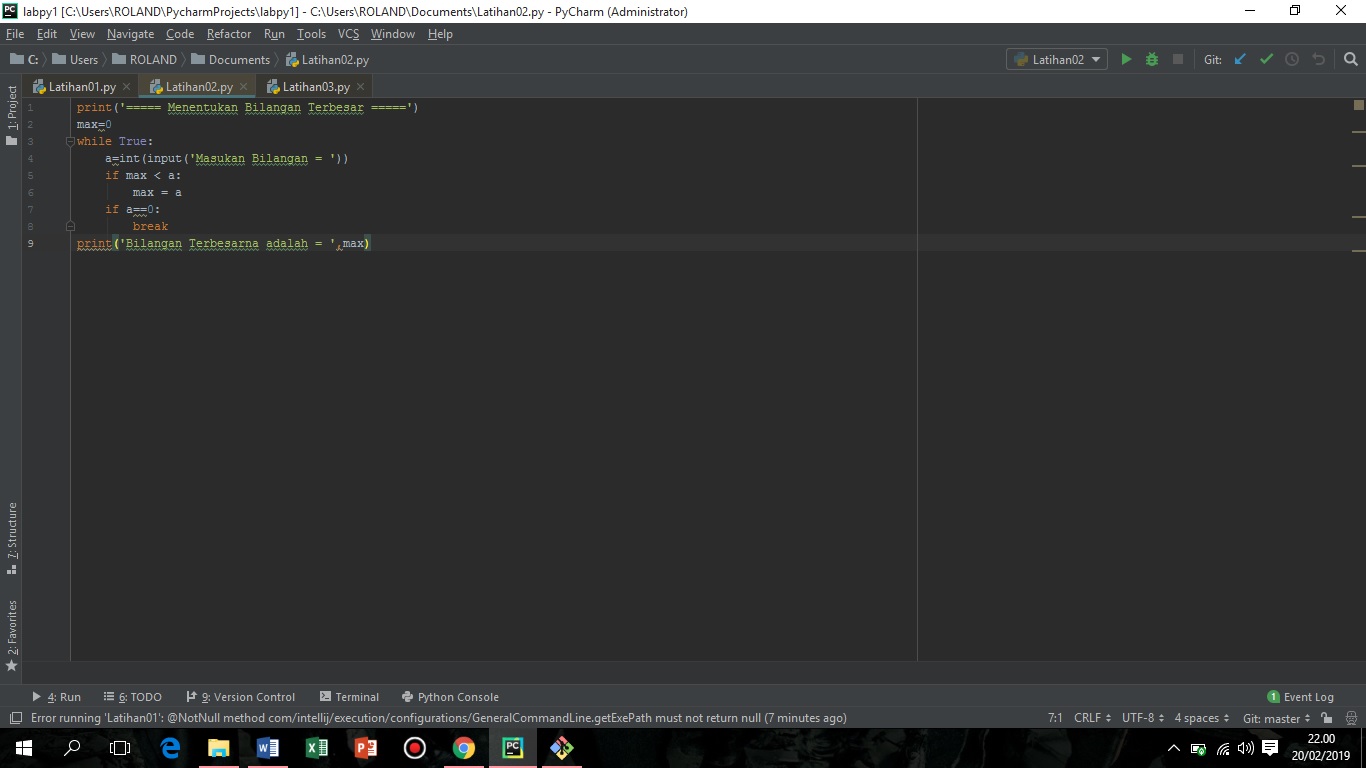 labpy1 [C:\Users\ROLAND\PycharmProjects\labpy1] - C:\Users\ROLAND\Documents\Latihan02.py - PyCharm (Administrator)
File Edit View Navigate Code Refactor Run Tools VCS Window Help
C: Users ROLAND Documents Latihan02.py Latihan02 Git:
Latihan01.py Latihan02.py Latihan03.py
1: Project
1 print('===== Menentukan Bilangan Terbesar =====')
2 max=0
3 while True:
4 a=int(input('Masukan Bilangan = '))
5 if max < a:
6 max = a
7 if a==0:
8 break
9 print('Bilangan Terbesarna adalah = ',max)
7: Structure
2: Favorites
4: Run 6: TODO 9: Version Control Terminal Python Console 1 Event Log
Error running 'Latihan01': @NotNull method com/intellij/execution/configurations/GeneralCommandLine.getExePath must not return null (7 minutes ago) 7:1 CRLF UTF-8 4 spaces Git: master
22.00
20/02/2019